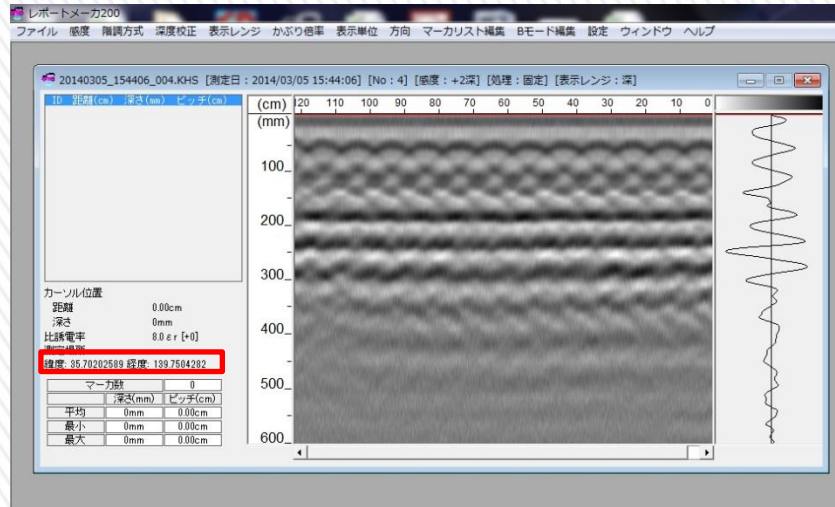 レポートメーカ200
ファイル 感度 階調方式 深度校正 表示レンジ かぶり倍率 表示単位 方向 マーカリスト編集 Bモード編集 設定 ウィンドウ ヘルプ
20140305_154406_004.KHS [測定日 : 2014/03/05 15:44:06] [No : 4] [感度 : +2深] [処理 : 固定] [表示レンジ : 深]
ID 距離(cm) 深さ(mm) ピッチ(cm)
(cm) 120 110 100 90 80 70 60 50 40 30 20 10 0
(mm)
100
200
300
400
500
600
カーソル位置
距離 0.00cm
深さ 0mm
比誘電率 8.0 εr [+0]
緯度: 35.70202589 経度: 139.7504282
マーカ数 0
深さ(mm) ピッチ(cm)
平均 0mm 0.00cm
最小 0mm 0.00cm
最大 0mm 0.00cm